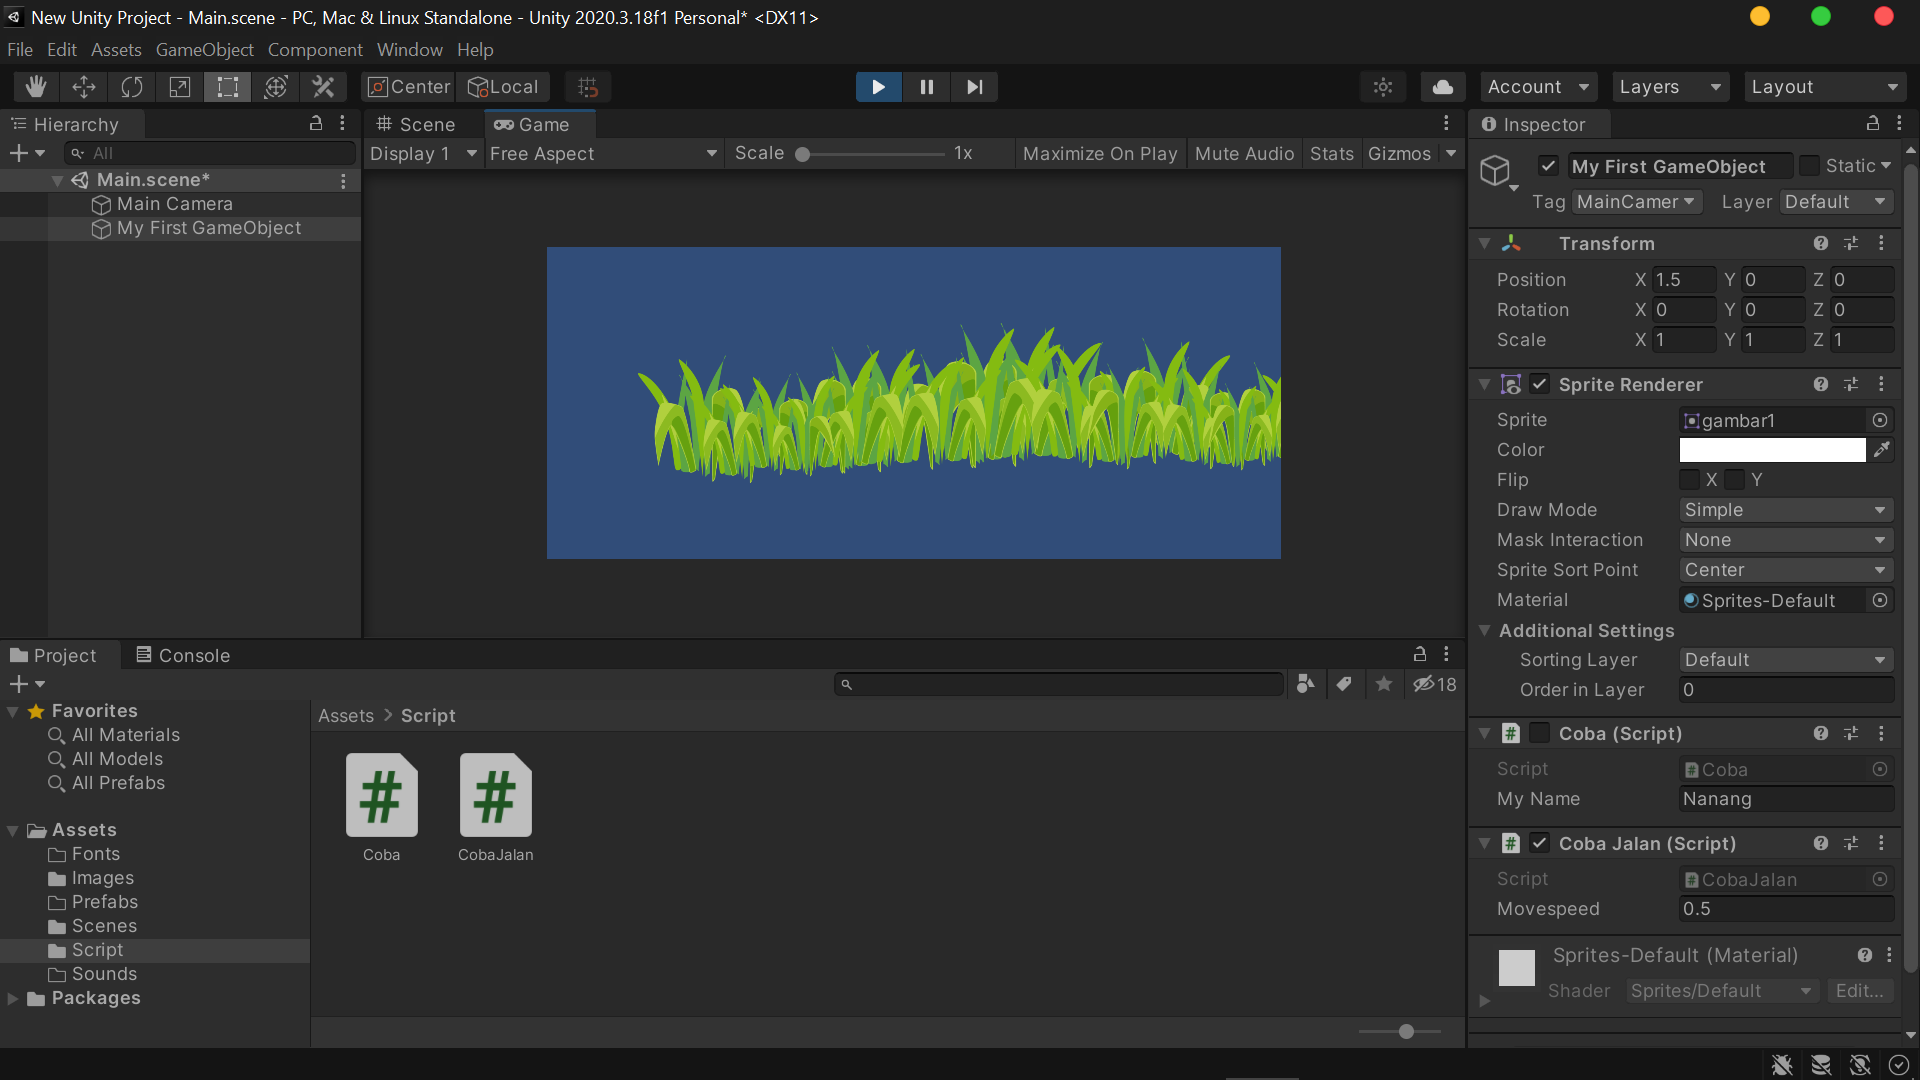 New Unity Project - Main.scene - PC, Mac & Linux Standalone - Unity 2020.3.18f1 Personal* <DX11>
File Edit Assets GameObject Component Window Help
Center Local Account Layers Layout
Hierarchy
All
Main.scene*
Main Camera
My First GameObject
Scene Game
Display 1 Free Aspect Scale 1x Maximize On Play Mute Audio Stats Gizmos
Inspector
My First GameObject Static
Tag MainCamer Layer Default
Transform
Position X 1.5 Y 0 Z 0
Rotation X 0 Y 0 Z 0
Scale X 1 Y 1 Z 1
Sprite Renderer
Sprite gambar1
Color
Flip X Y
Draw Mode Simple
Mask Interaction None
Sprite Sort Point Center
Material Sprites-Default
Additional Settings
Sorting Layer Default
Order in Layer 0
# Coba (Script)
Script # Coba
My Name Nanang
# Coba Jalan (Script)
Script # CobaJalan
Movespeed 0.5
Sprites-Default (Material)
Shader Sprites/Default Edit...
Project Console
18
Favorites
All Materials
All Models
All Prefabs
Assets
Fonts
Images
Prefabs
Scenes
Script
Sounds
Packages
Assets > Script
# #
Coba CobaJalan